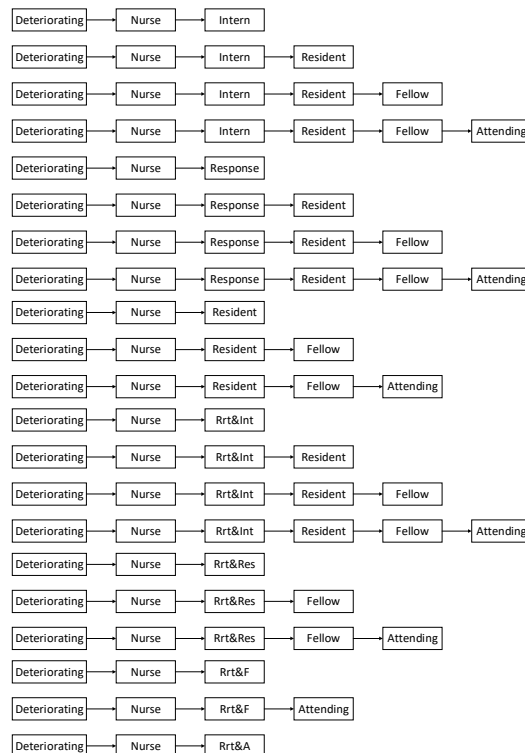 Deteriorating Nurse Intern
Deteriorating Nurse Intern Resident
Deteriorating Nurse Intern Resident Fellow
Deteriorating Nurse Intern Resident Fellow Attending
Deteriorating Nurse Response
Deteriorating Nurse Response Resident
Deteriorating Nurse Response Resident Fellow
Deteriorating Nurse Response Resident Fellow Attending
Deteriorating Nurse Resident
Deteriorating Nurse Resident Fellow
Deteriorating Nurse Resident Fellow Attending
Deteriorating Nurse Rrt&Int
Deteriorating Nurse Rrt&Int Resident
Deteriorating Nurse Rrt&Int Resident Fellow
Deteriorating Nurse Rrt&Int Resident Fellow Attending
Deteriorating Nurse Rrt&Res
Deteriorating Nurse Rrt&Res Fellow
Deteriorating Nurse Rrt&Res Fellow Attending
Deteriorating Nurse Rrt&F
Deteriorating Nurse Rrt&F Attending
Deteriorating Nurse Rrt&A